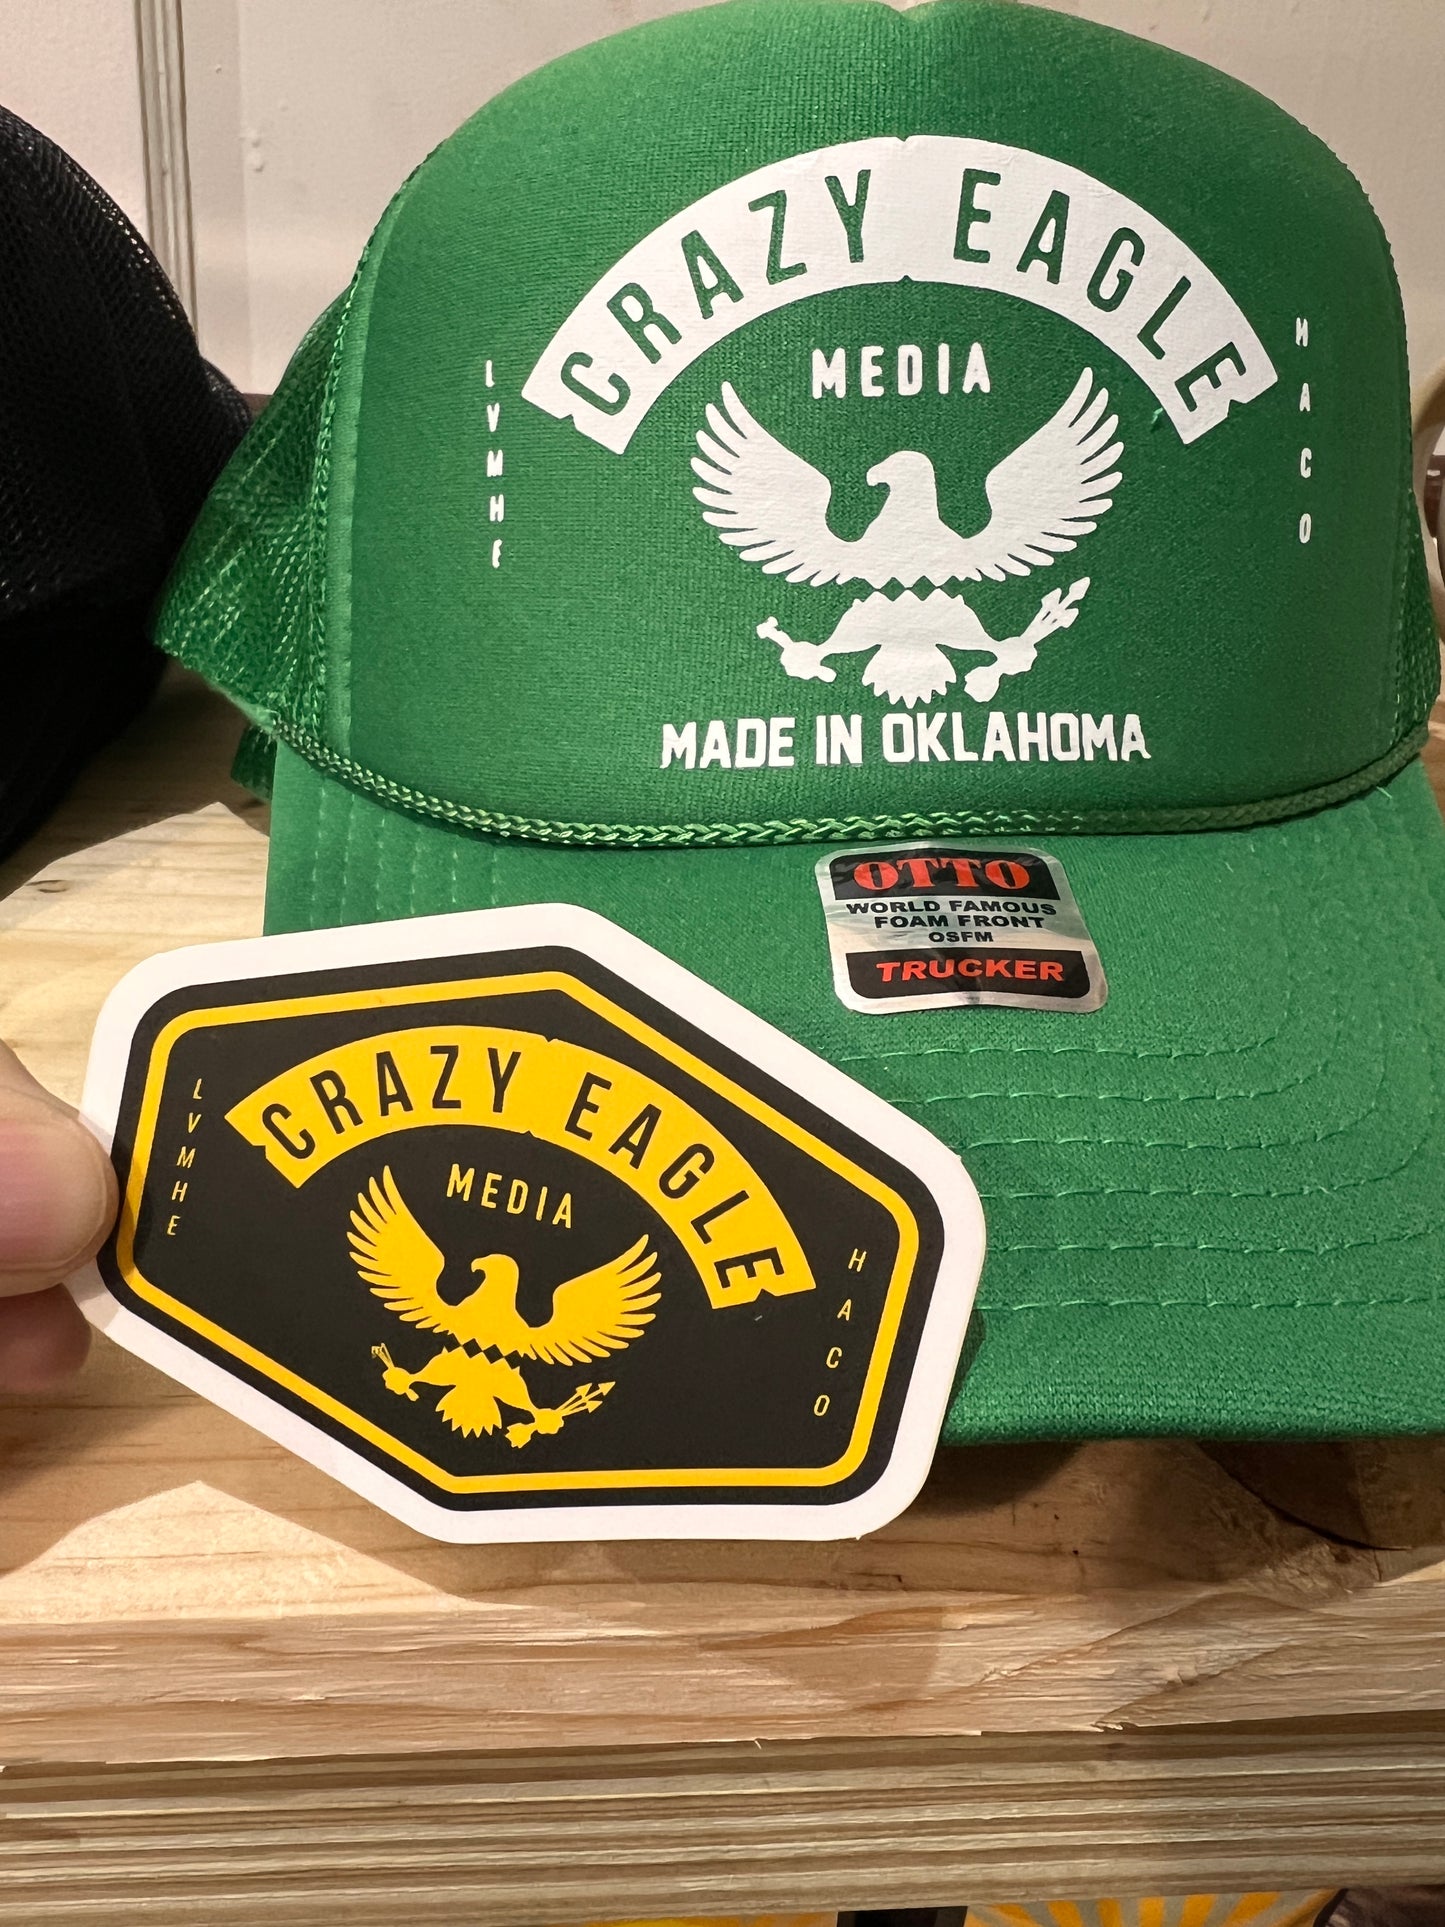 CRAZY EAGLE
MEDIA
LVMHE
HACO
MADE IN OKLAHOMA
OTTO
WORLD FAMOUS
FOAM FRONT
OSFM
TRUCKER
CRAZY EAGLE
MEDIA
LVMHE
HACO